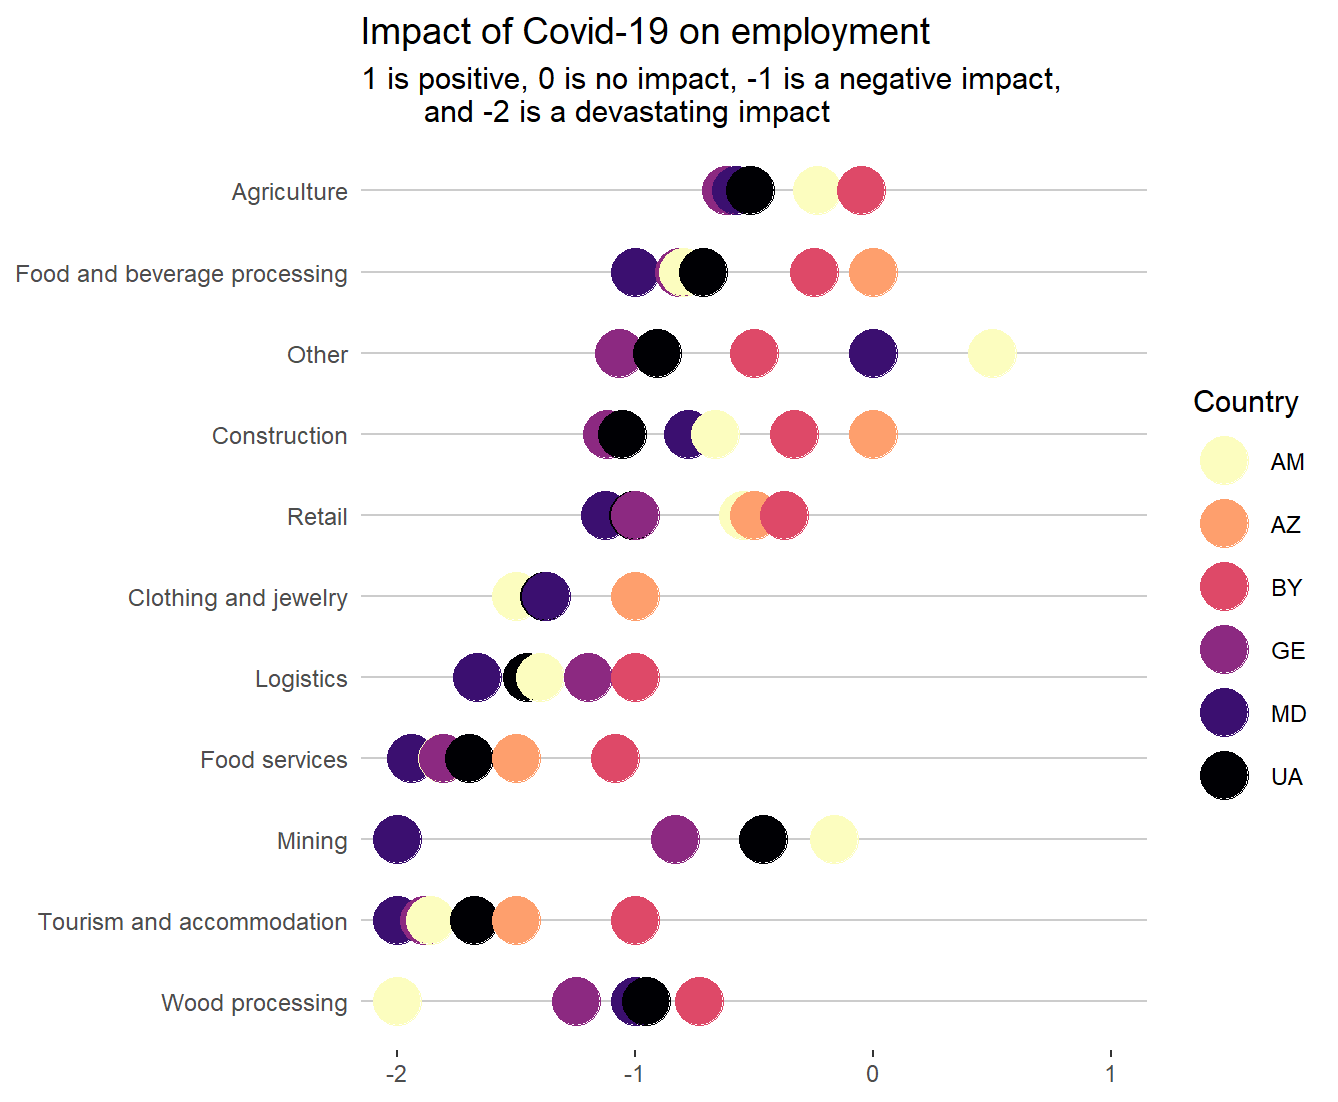 Impact of Covid-19 on employment
1 is positive, 0 is no impact, -1 is a negative impact,
and -2 is a devastating impact
Agriculture
Food and beverage processing
Other
Construction
Retail
Clothing and jewelry
Logistics
Food services
Mining
Tourism and accommodation
Wood processing
-2
-1
0
1
Country
AM
AZ
BY
GE
MD
UA